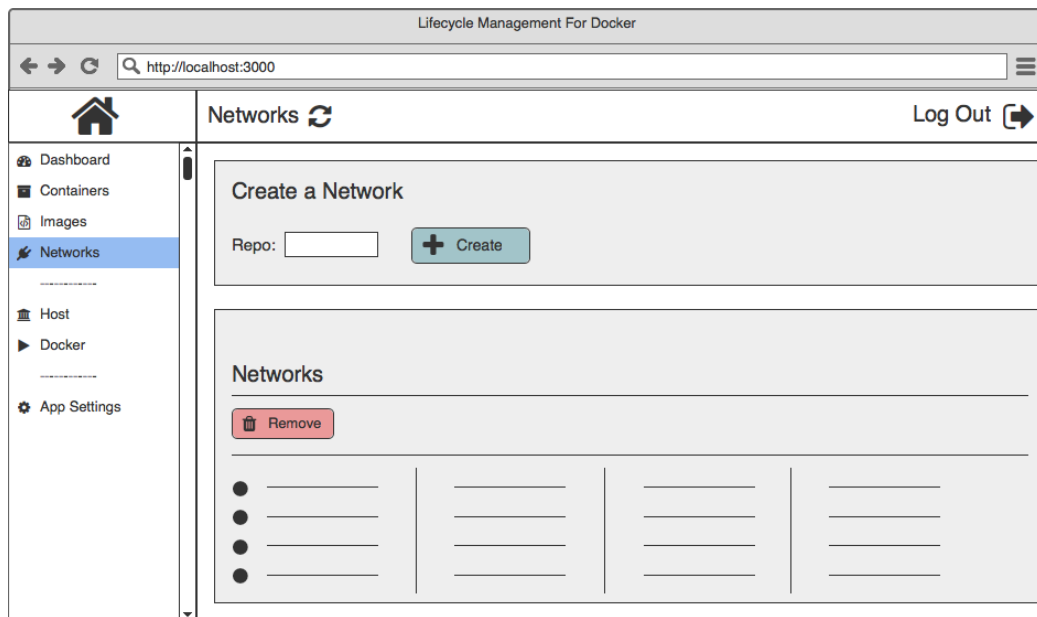 Lifecycle Management For Docker
http://localhost:3000
Networks
Log Out
Dashboard
Containers
Images
Networks
------------
Host
Docker
------------
App Settings
Create a Network
Repo:
Create
Networks
Remove